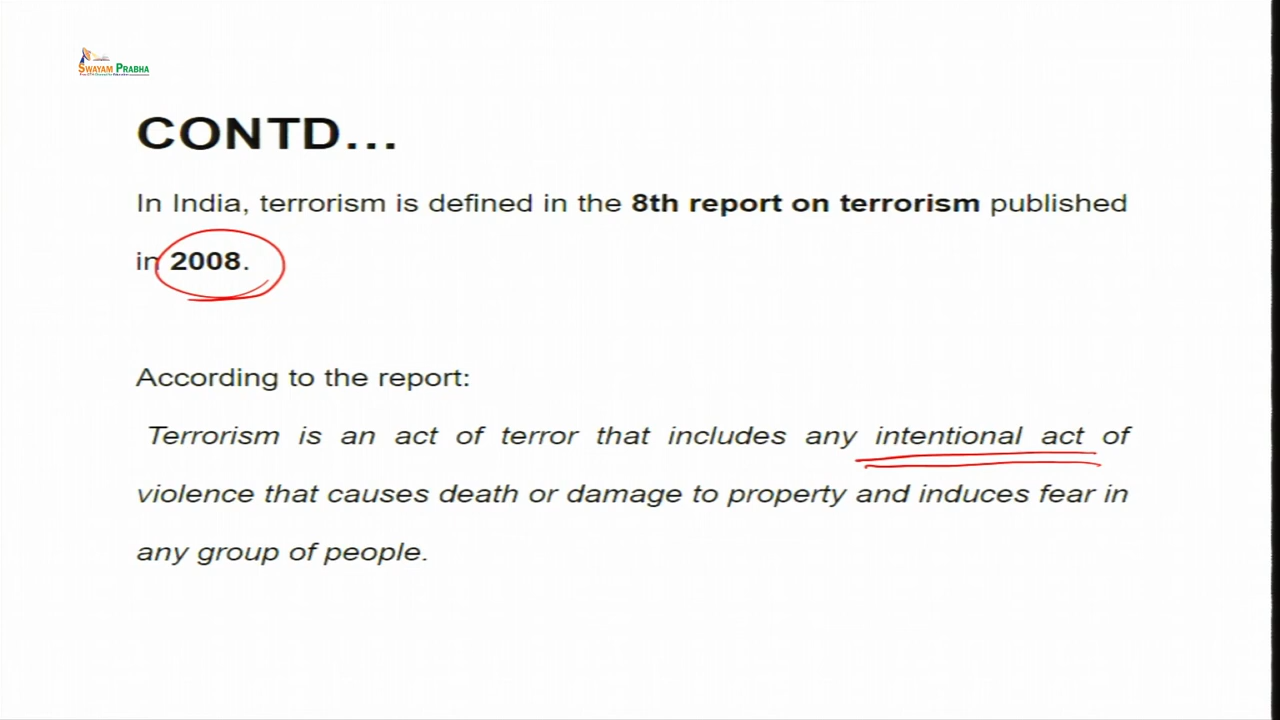 SWAYAM PRABHA
CONTD...
In India, terrorism is defined in the 8th report on terrorism published
in 2008.
According to the report:
Terrorism is an act of terror that includes any intentional act of
violence that causes death or damage to property and induces fear in
any group of people.